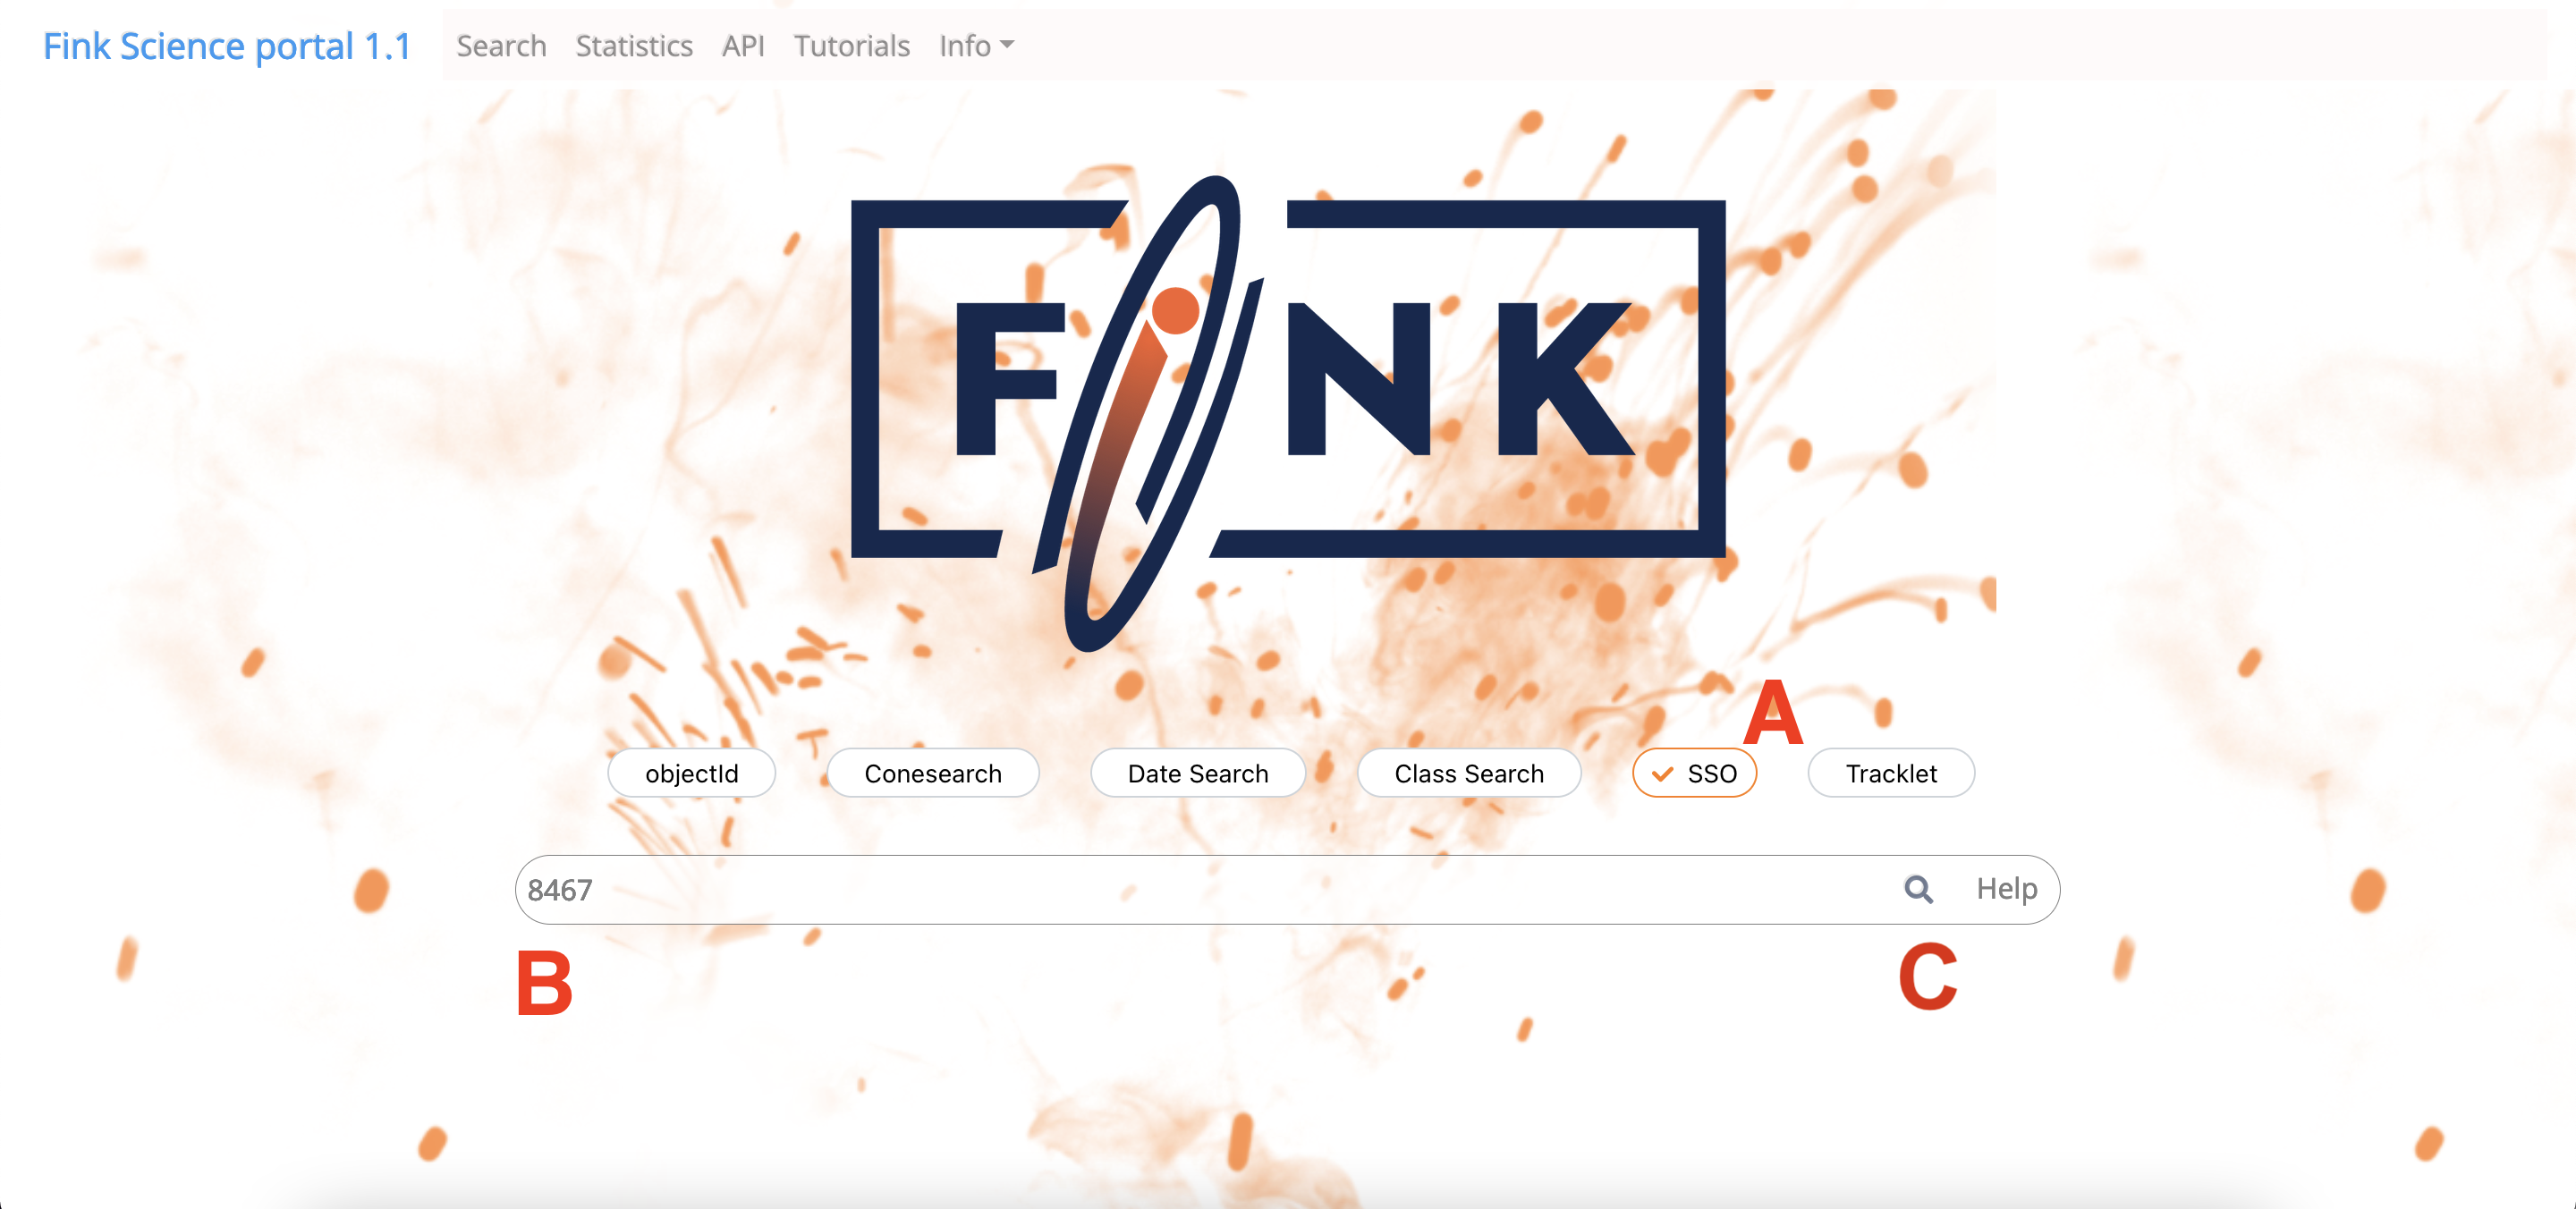 Fink Science portal 1.1 Search Statistics API Tutorials Info
FINK
A
objectId Conesearch Date Search Class Search SSO Tracklet
8467 Help
B C